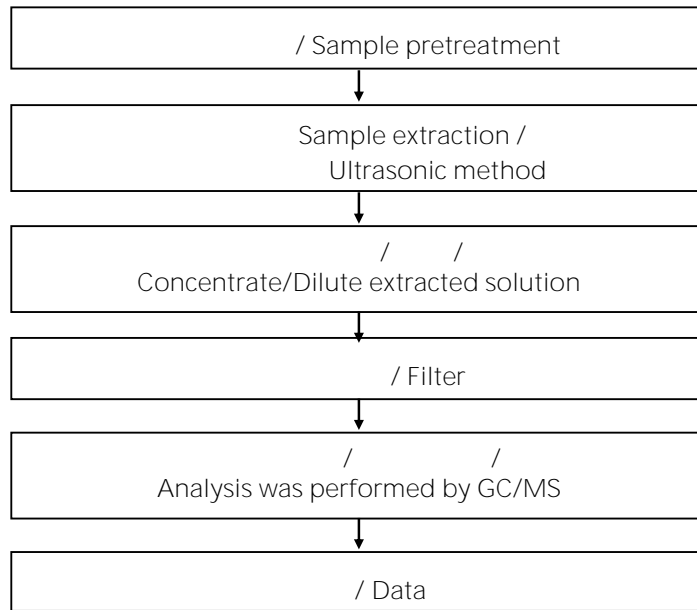 / Sample pretreatment
Sample extraction /
Ultrasonic method
/ /
Concentrate/Dilute extracted solution
/ Filter
/ /
Analysis was performed by GC/MS
/ Data